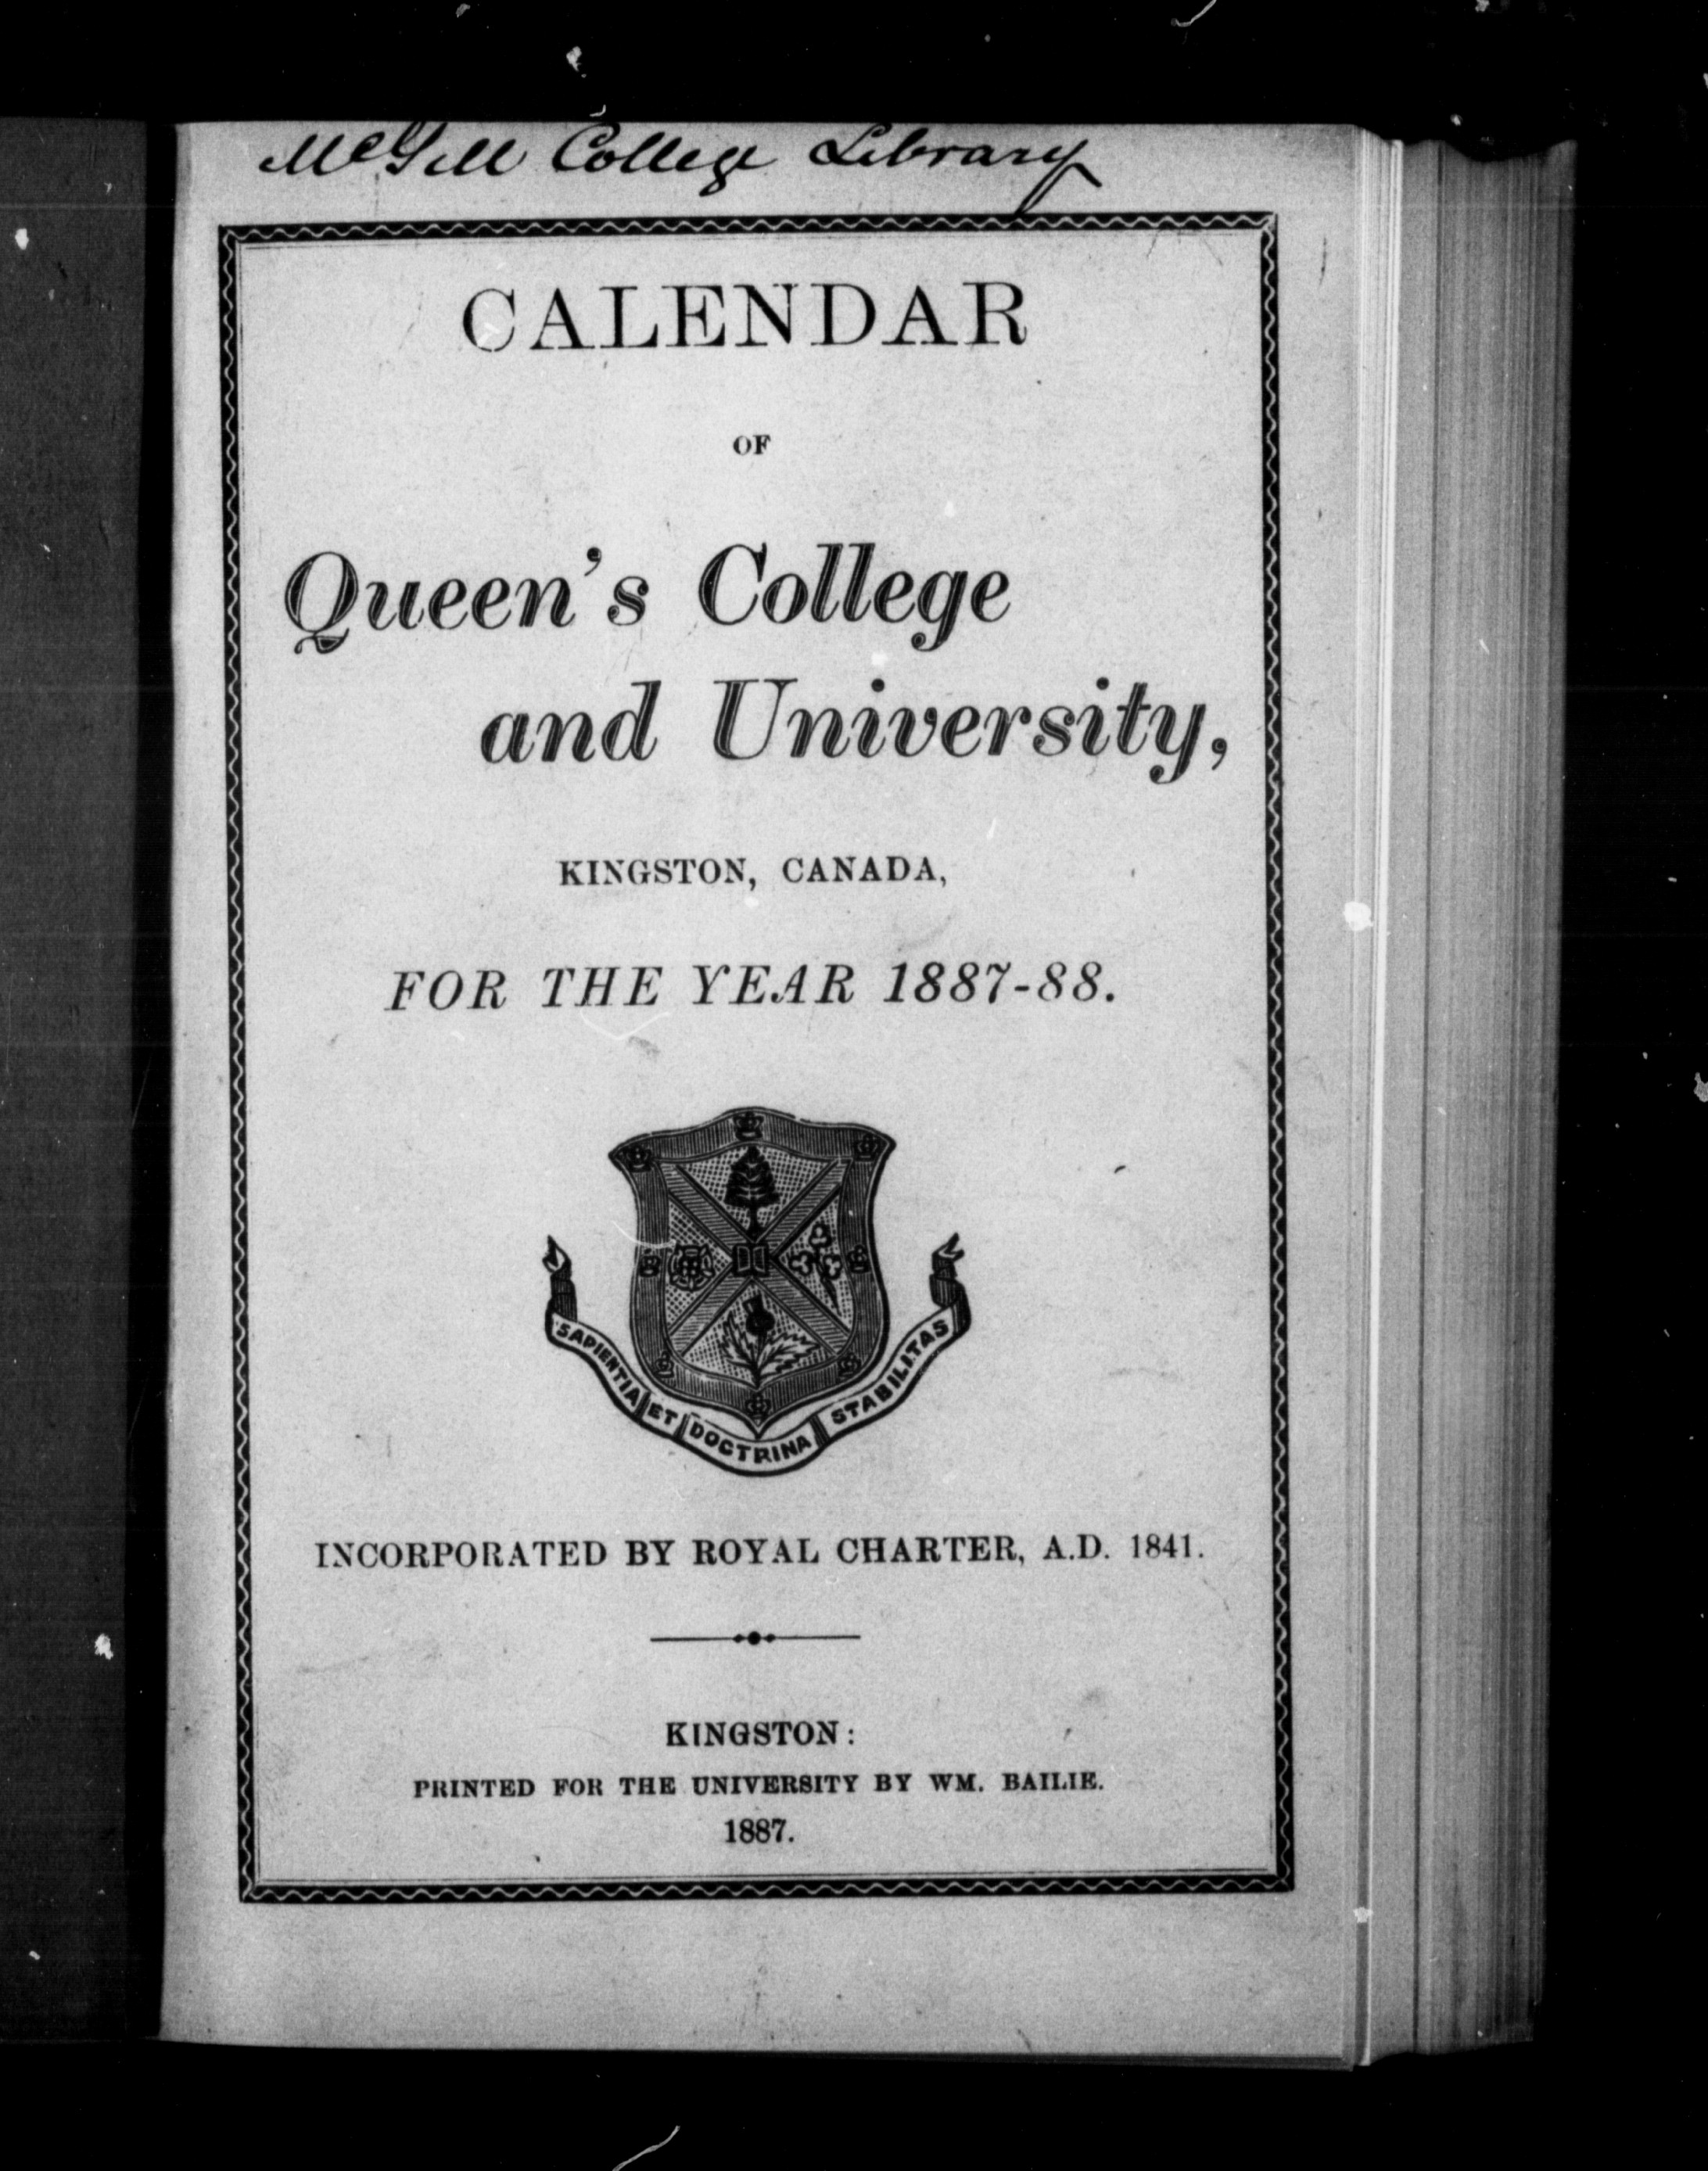 McGill College Library
CALENDAR
OF
Queen's College
and University,
KINGSTON, CANADA,
FOR THE YEAR 1887-88.
SAPIENTIA ET DOCTRINA STABILITAS
INCORPORATED BY ROYAL CHARTER, A.D. 1841.
KINGSTON:
PRINTED FOR THE UNIVERSITY BY WM. BAILIE.
1887.